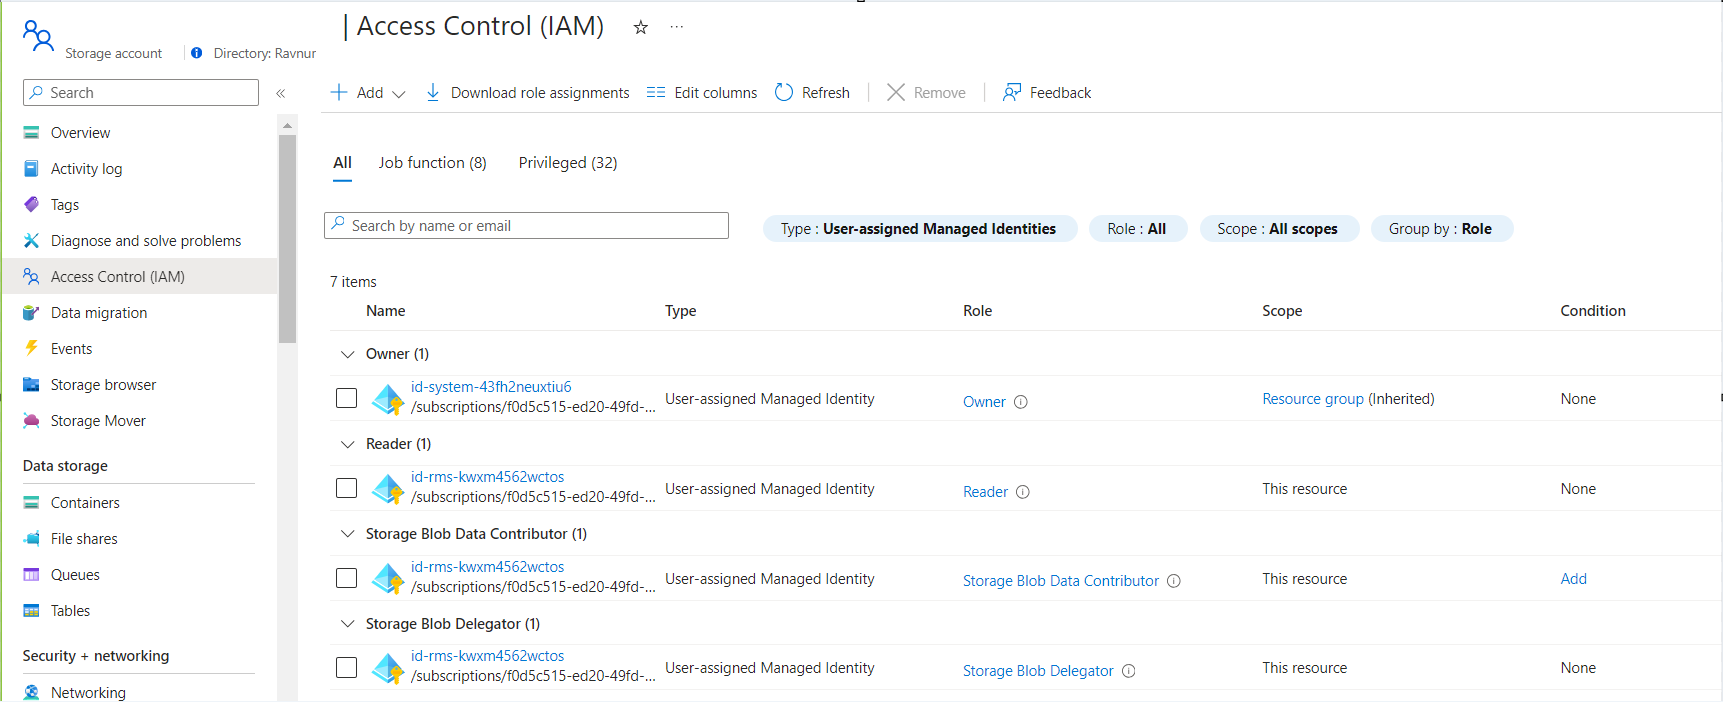 | Access Control (IAM)
Storage account
Directory: Ravnur
Search
Overview
Activity log
Tags
Diagnose and solve problems
Access Control (IAM)
Data migration
Events
Storage browser
Storage Mover
Data storage
Containers
File shares
Queues
Tables
Security + networking
Networking
Add
Download role assignments
Edit columns
Refresh
Remove
Feedback
All
Job function (8)
Privileged (32)
Search by name or email
Type : User-assigned Managed Identities
Role : All
Scope : All scopes
Group by : Role
7 items
Name Type Role Scope Condition
Owner (1)
id-system-43fh2neuxtiu6
/subscriptions/f0d5c515-ed20-49fd-...
User-assigned Managed Identity
Owner
Resource group (Inherited)
None
Reader (1)
id-rms-kwxm4562wctos
/subscriptions/f0d5c515-ed20-49fd-...
User-assigned Managed Identity
Reader
This resource
None
Storage Blob Data Contributor (1)
id-rms-kwxm4562wctos
/subscriptions/f0d5c515-ed20-49fd-...
User-assigned Managed Identity
Storage Blob Data Contributor
This resource
Add
Storage Blob Delegator (1)
id-rms-kwxm4562wctos
/subscriptions/f0d5c515-ed20-49fd-...
User-assigned Managed Identity
Storage Blob Delegator
This resource
None